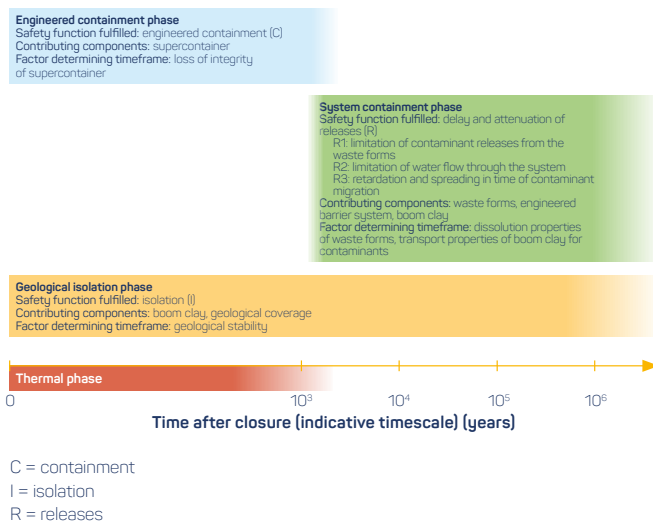 Engineered containment phase
Safety function fulfilled: engineered containment (C)
Contributing components: supercontainer
Factor determining timeframe: loss of integrity
of supercontainer
System containment phase
Safety function fulfilled: delay and attenuation of
releases (R)
R1: limitation of contaminant releases from the
waste forms
R2: limitation of water flow through the system
R3: retardation and spreading in time of contaminant
migration
Contributing components: waste forms, engineered
barrier system, boom clay
Factor determining timeframe: dissolution properties
of waste forms, transport properties of boom clay for
contaminants
Geological isolation phase
Safety function fulfilled: isolation (I)
Contributing components: boom clay, geological coverage
Factor determining timeframe: geological stability
Thermal phase
0 10³ 10⁴ 10⁵ 10⁶
Time after closure (indicative timescale) (years)
C = containment
I = isolation
R = releases